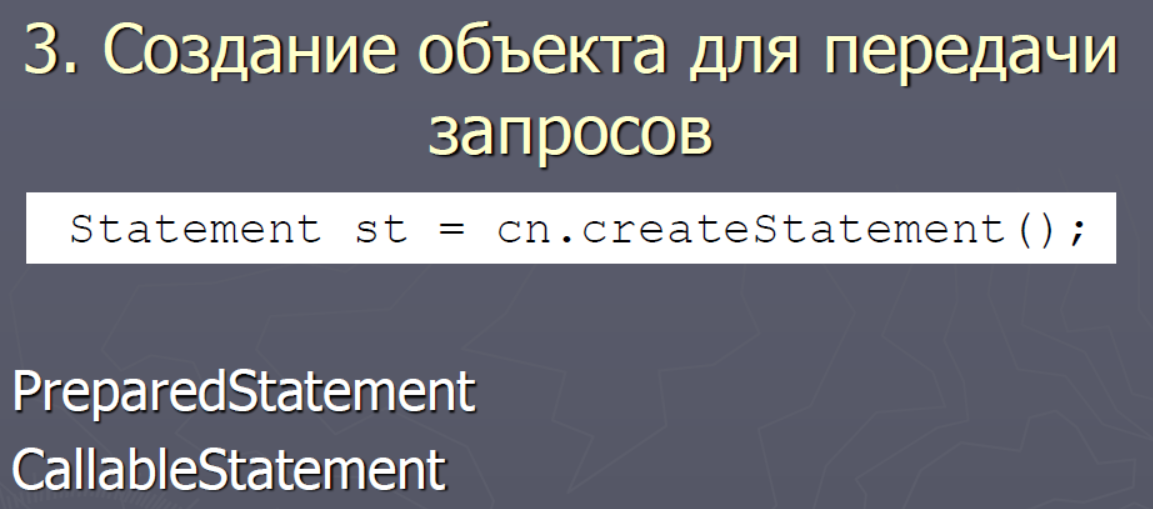 3. Создание объекта для передачи
запросов
Statement st = cn.createStatement();
PreparedStatement
CallableStatement